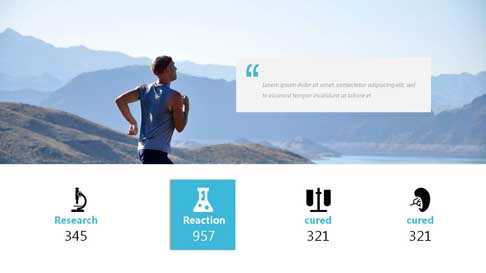 “
Lorem ipsum dolor sit amet, consectetur adipiscing elit, sed
do eiusmod tempor incididunt ut labore et
Research
345
Reaction
957
cured
321
cured
321